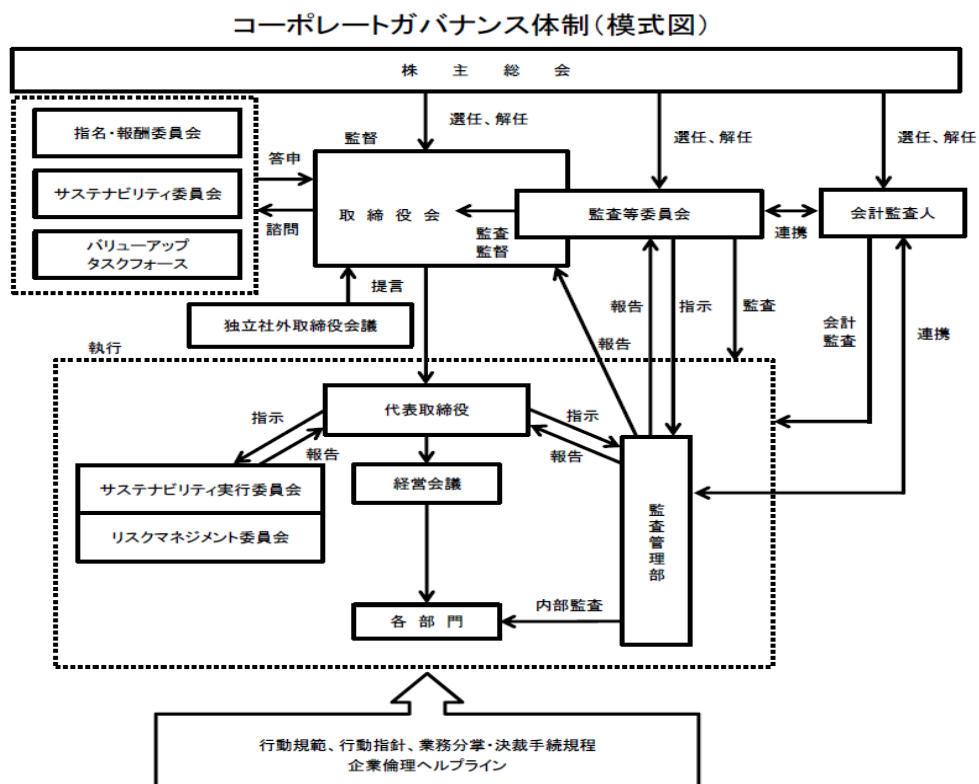 コーポレートガバナンス体制(模式図)
株主総会
選任、解任
選任、解任
選任、解任
指名・報酬委員会
サステナビリティ委員会
バリューアップ
タスクフォース
答申
諮問
監督
取締役会
監査
監督
監査等委員会
連携
会計監査人
提言
独立社外取締役会議
報告
報告
指示
監査
会計
監査
連携
執行
代表取締役
指示
報告
指示
報告
サステナビリティ実行委員会
リスクマネジメント委員会
経営会議
監査管理部
内部監査
各部門
行動規範、行動指針、業務分掌・決裁手続規程
企業倫理ヘルプライン